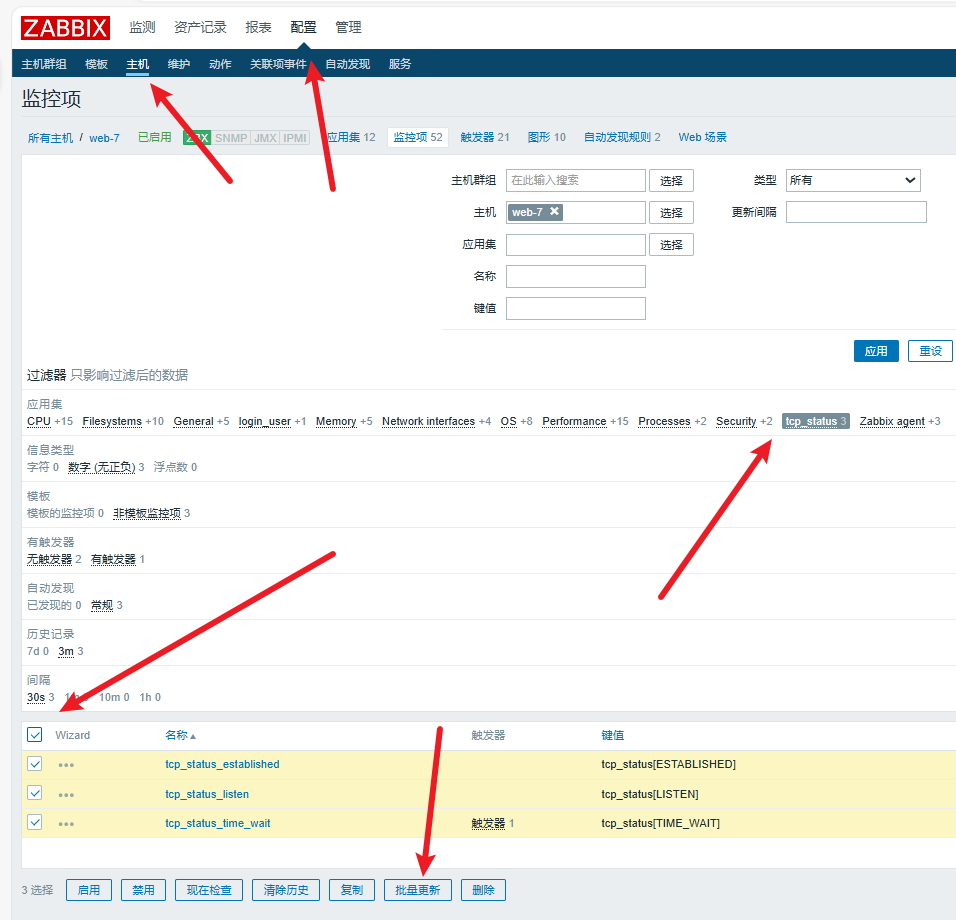 ZABBIX 监测 资产记录 报表 配置 管理
主机群组 模板 主机 维护 动作 关联项事件 自动发现 服务
监控项
所有主机 / web-7 已启用 ZBX SNMP JMX IPMI 应用集 12 监控项 52 触发器 21 图形 10 自动发现规则 2 Web 场景
主机群组 在此输入搜索 选择 类型 所有
主机 web-7 ✖ 选择 更新间隔
应用集 选择
名称
键值
应用 重设
过滤器 只影响过滤后的数据
应用集
CPU +15 Filesystems +10 General +5 login_user +1 Memory +5 Network interfaces +4 OS +8 Performance +15 Processes +2 Security +2 tcp_status 3 Zabbix agent +3
信息类型
字符 0 数字 (无正负) 3 浮点数 0
模板
模板的监控项 0 非模板监控项 3
有触发器
无触发器 2 有触发器 1
自动发现
已发现的 0 常规 3
历史记录
7d 0 3m 3
间隔
30s 3 10m 0 1h 0
Wizard 名称▲ 触发器 键值
tcp_status_established tcp_status[ESTABLISHED]
tcp_status_listen tcp_status[LISTEN]
tcp_status_time_wait 触发器 1 tcp_status[TIME_WAIT]
3 选择 启用 禁用 现在检查 清除历史 复制 批量更新 删除